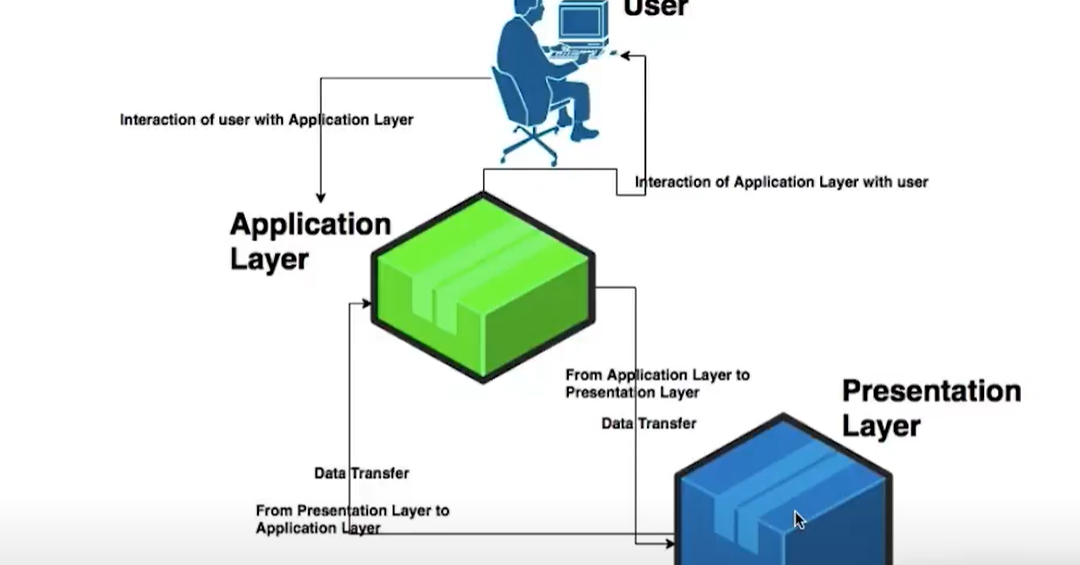 User
Interaction of user with Application Layer
Interaction of Application Layer with user
Application
Layer
From Application Layer to
Presentation Layer
Data Transfer
Presentation
Layer
Data Transfer
From Presentation Layer to
Application Layer